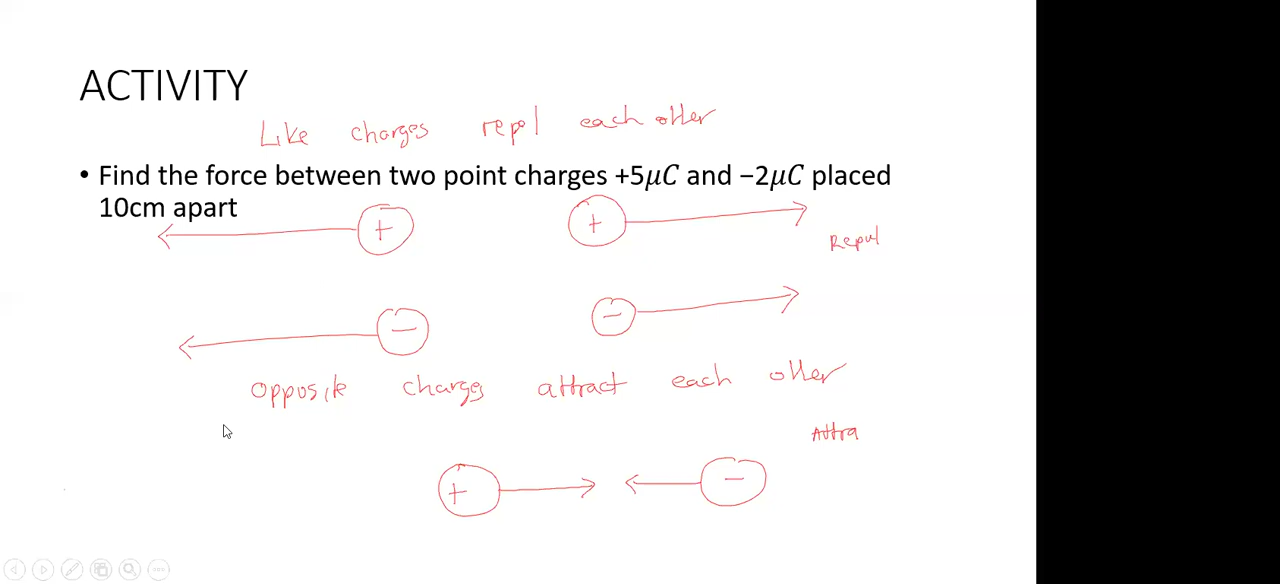 ACTIVITY
Like charges repel each other
• Find the force between two point charges +5𝜇𝐶 and −2𝜇𝐶 placed
10cm apart
+ +
Repul
− −
opposite charges attract each other
Attra
+ −